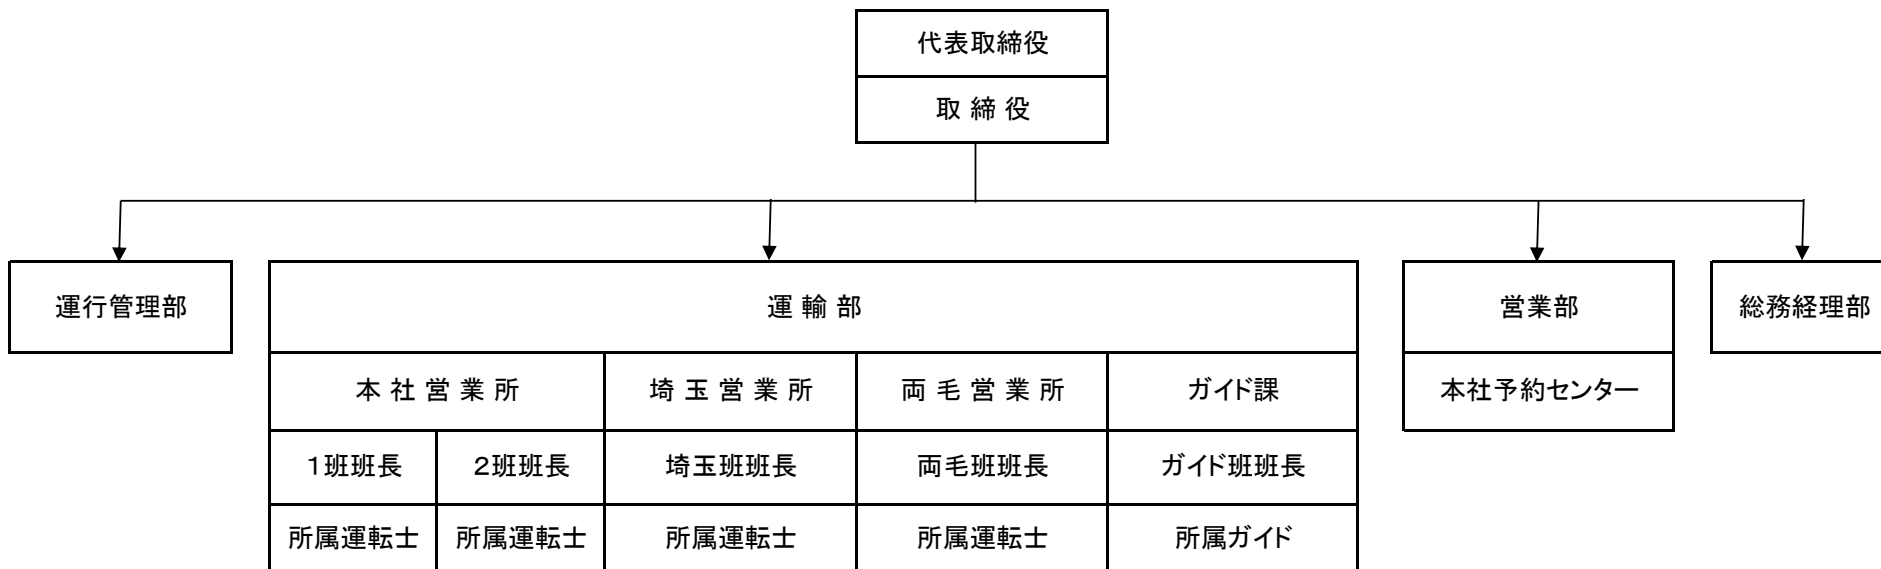 代表取締役
取 締 役
運行管理部
運 輸 部
営業部
総務経理部
本 社 営 業 所
埼 玉 営 業 所
両 毛 営 業 所
ガイド課
本社予約センター
1班班長
2班班長
埼玉班班長
両毛班班長
ガイド班班長
所属運転士
所属運転士
所属運転士
所属運転士
所属ガイド